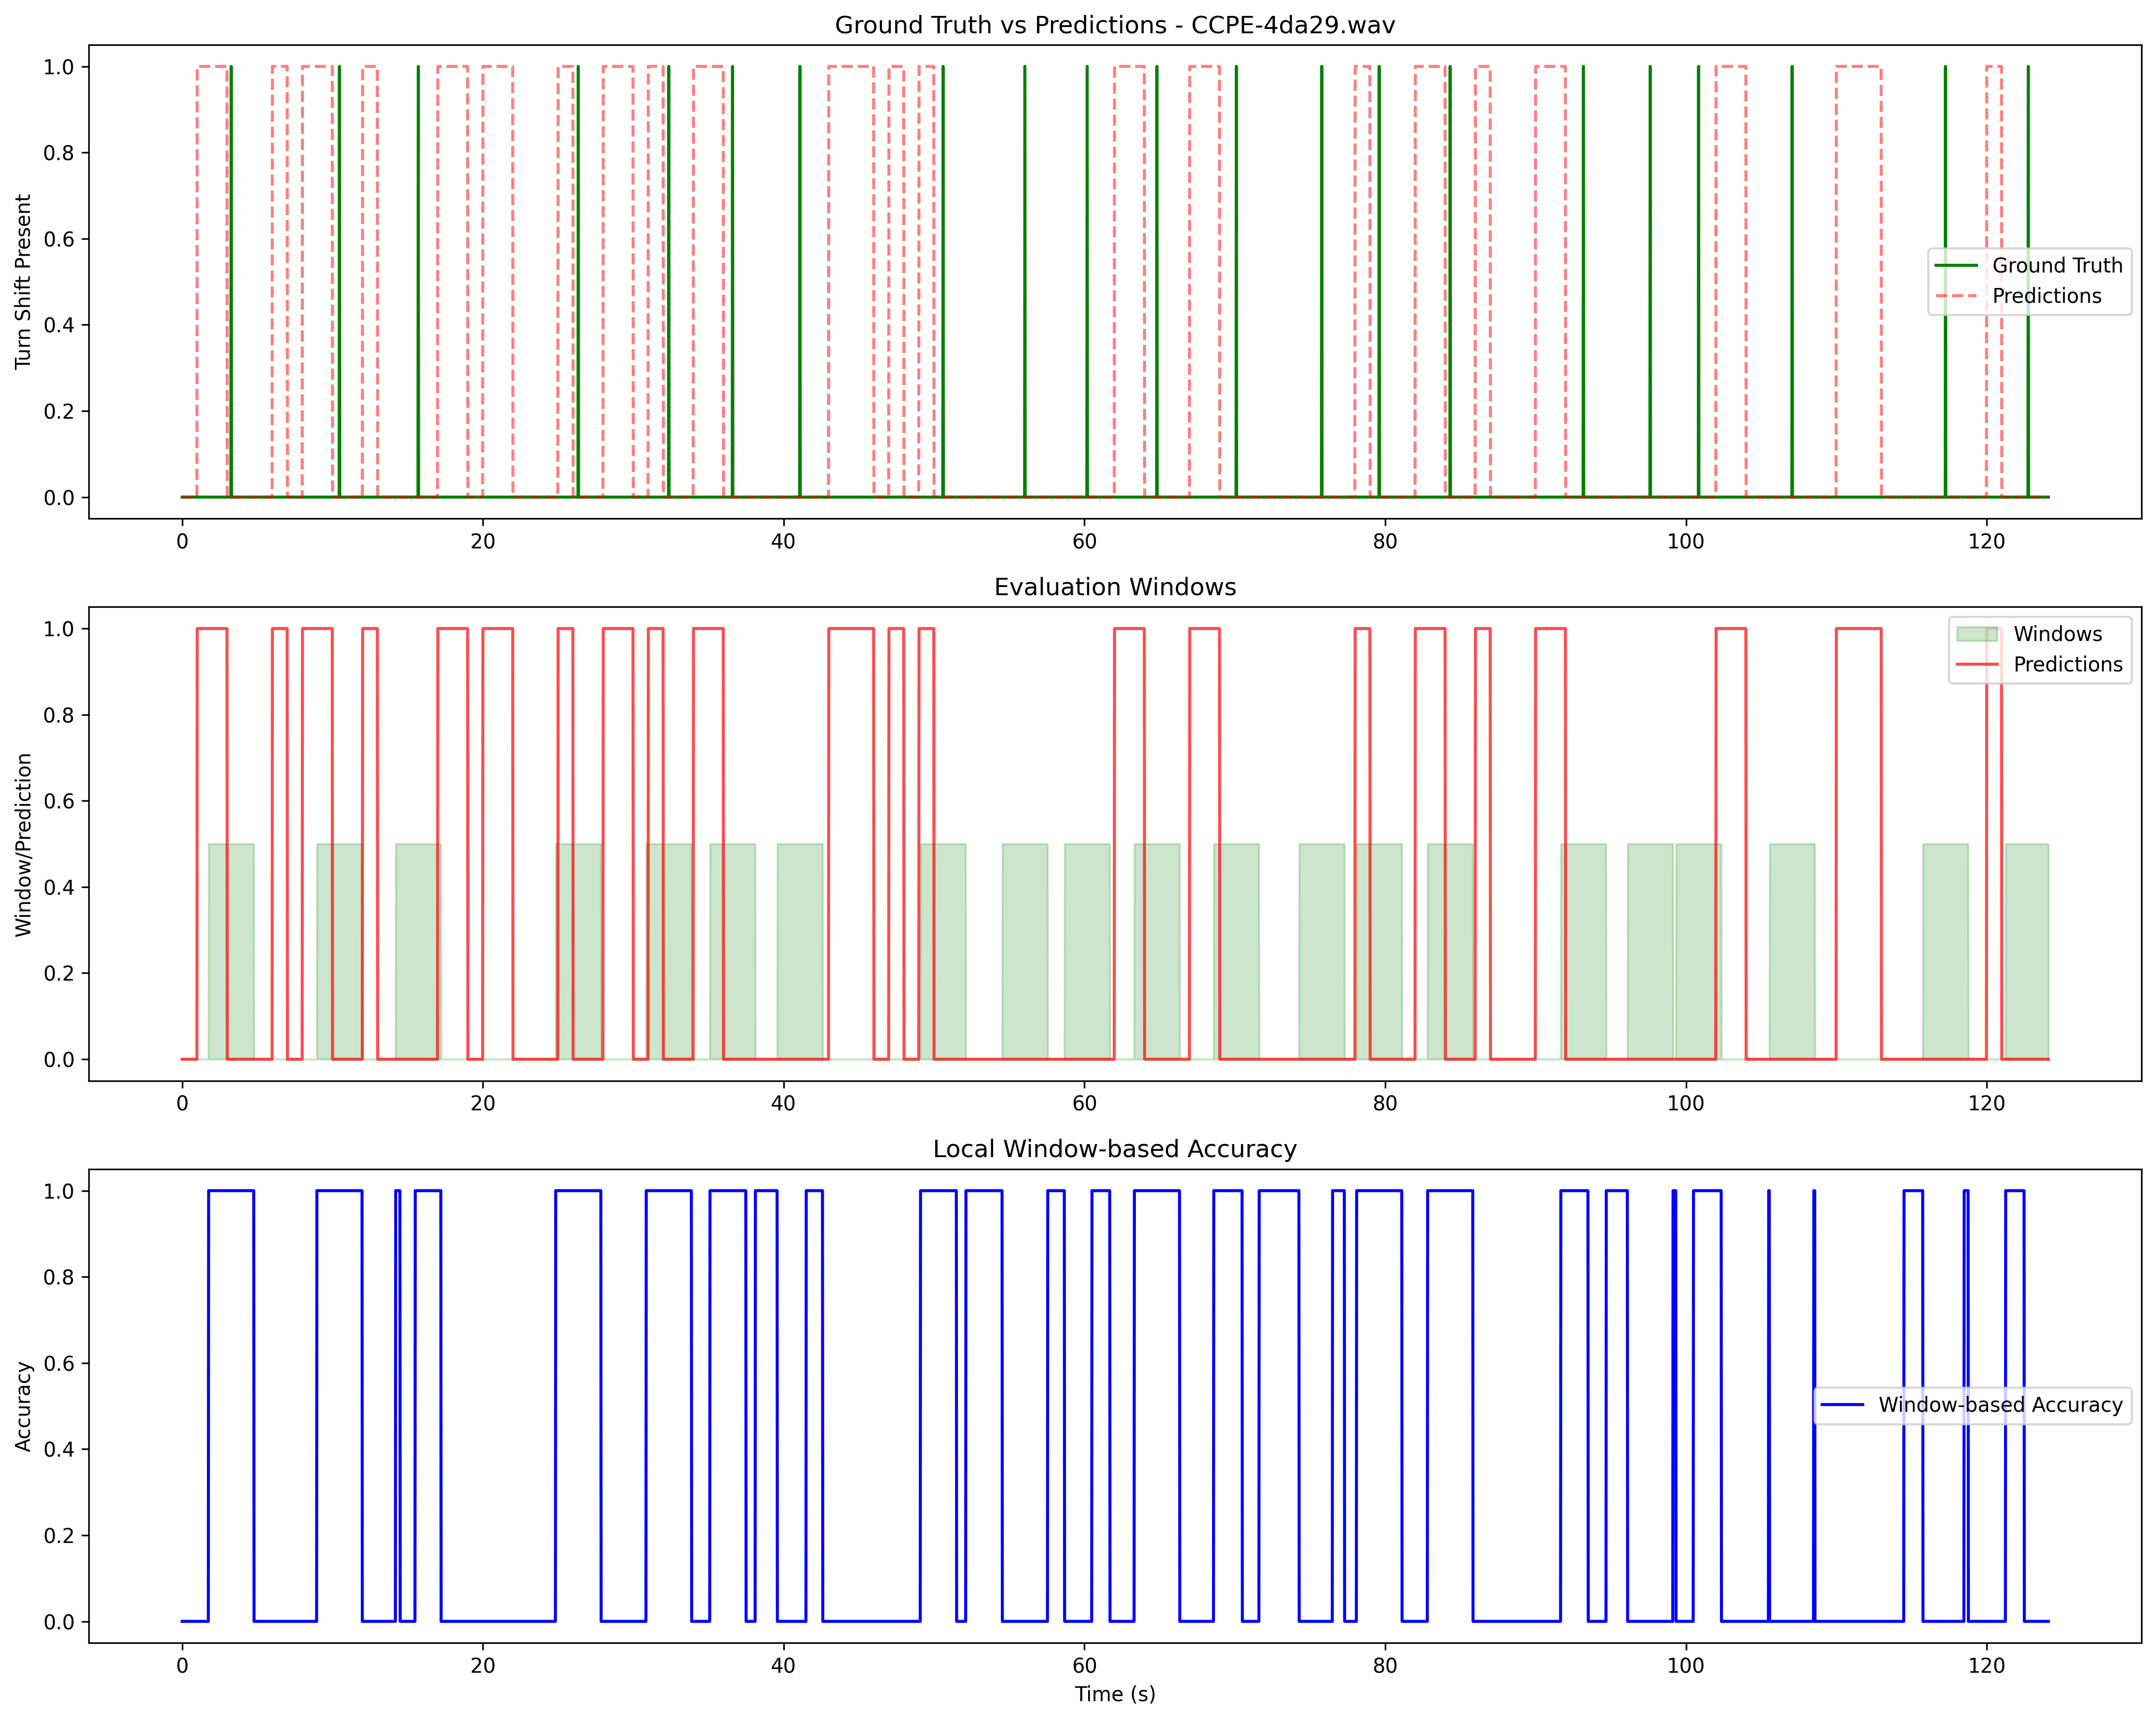 Ground Truth vs Predictions - CCPE-4da29.wav
1.0
0.8
0.6
0.4
0.2
0.0
Turn Shift Present
Ground Truth
Predictions
0 20 40 60 80 100 120
Evaluation Windows
1.0
0.8
0.6
0.4
0.2
0.0
Window/Prediction
Windows
Predictions
0 20 40 60 80 100 120
Local Window-based Accuracy
1.0
0.8
0.6
0.4
0.2
0.0
Accuracy
Window-based Accuracy
0 20 40 60 80 100 120
Time (s)